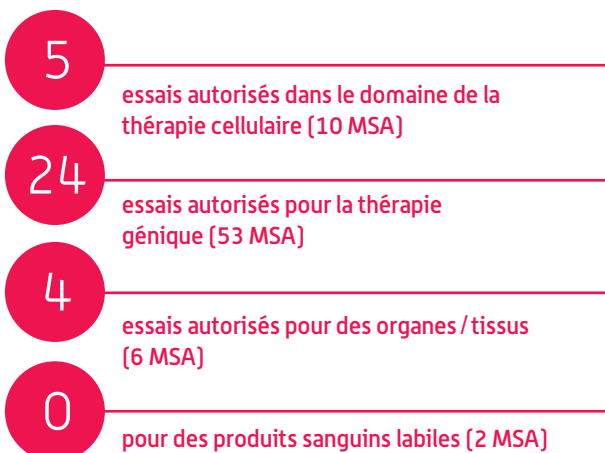 5
essais autorisés dans le domaine de la
thérapie cellulaire (10 MSA)
24
essais autorisés pour la thérapie
génique (53 MSA)
4
essais autorisés pour des organes / tissus
(6 MSA)
0
pour des produits sanguins labiles (2 MSA)